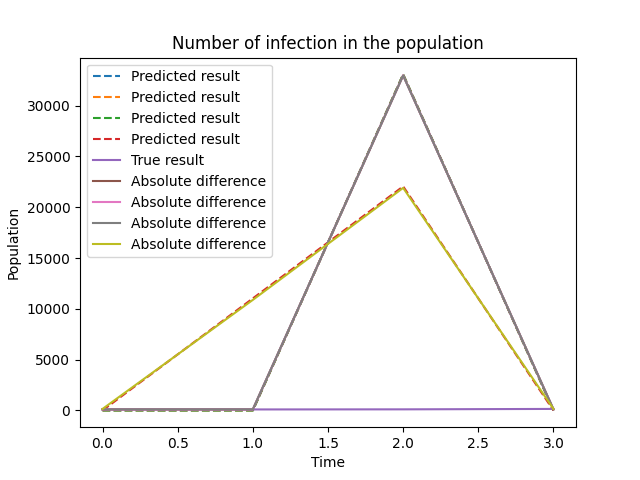 Number of infection in the population
Predicted result
Predicted result
Predicted result
Predicted result
True result
Absolute difference
Absolute difference
Absolute difference
Absolute difference
Population
30000
25000
20000
15000
10000
5000
0
0.0 0.5 1.0 1.5 2.0 2.5 3.0
Time